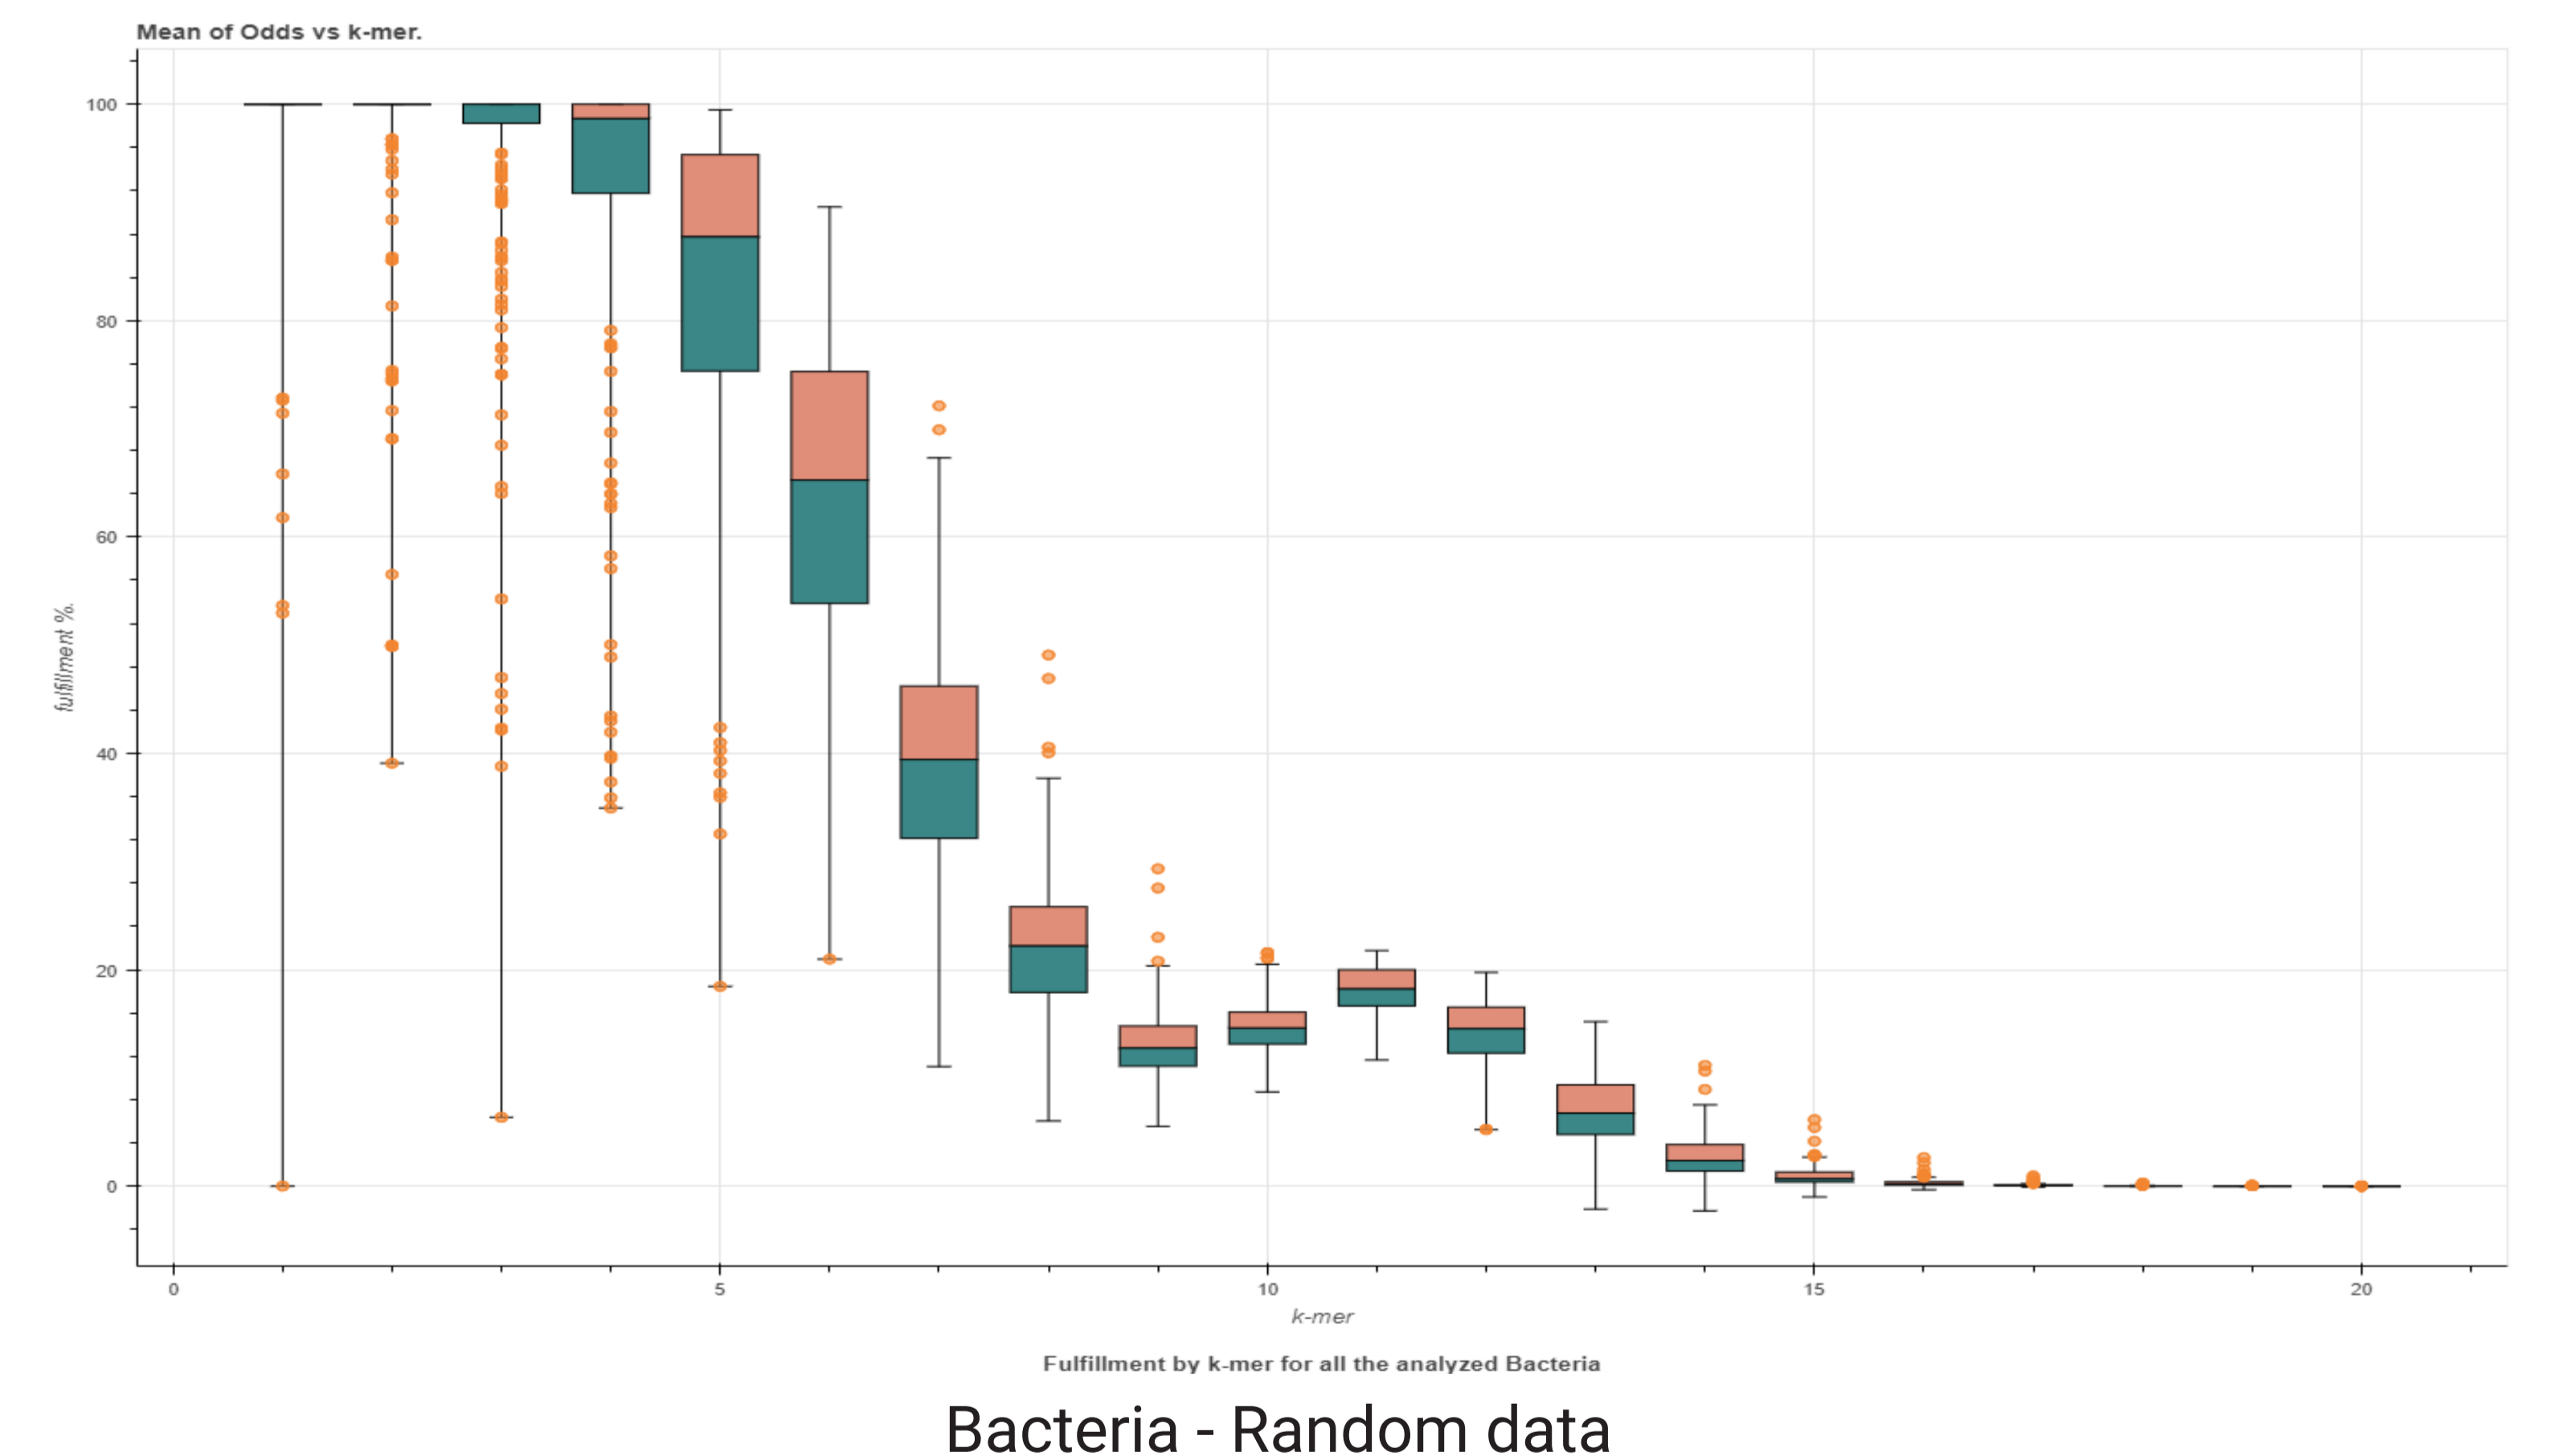 Mean of Odds vs k-mer.
100
80
60
40
20
0
fulfillment %.
0 5 10 15 20
k-mer
Fulfillment by k-mer for all the analyzed Bacteria
Bacteria - Random data